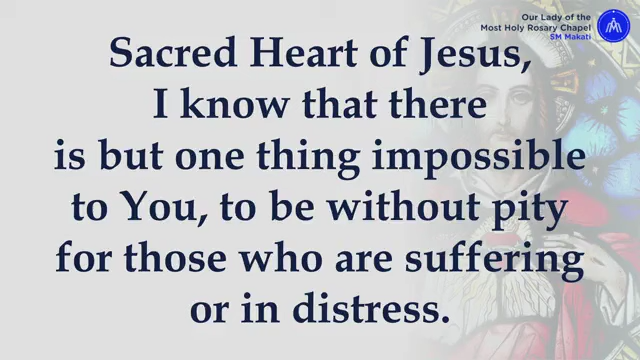 Our Lady of the
Most Holy Rosary Chapel
SM Makati
Sacred Heart of Jesus,
I know that there
is but one thing impossible
to You, to be without pity
for those who are suffering
or in distress.